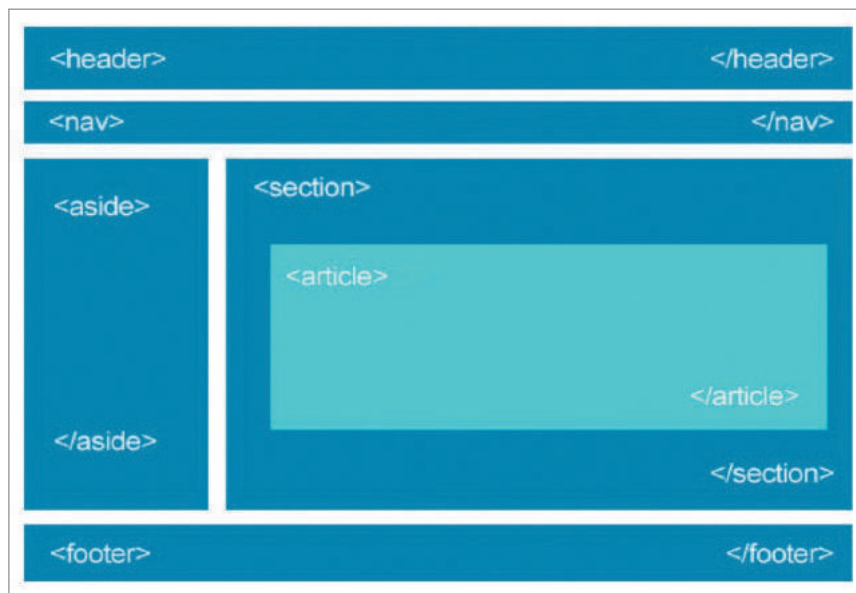 <header> </header>
<nav> </nav>
<aside>
</aside>
<section>
<article>
</article>
</section>
<footer> </footer>